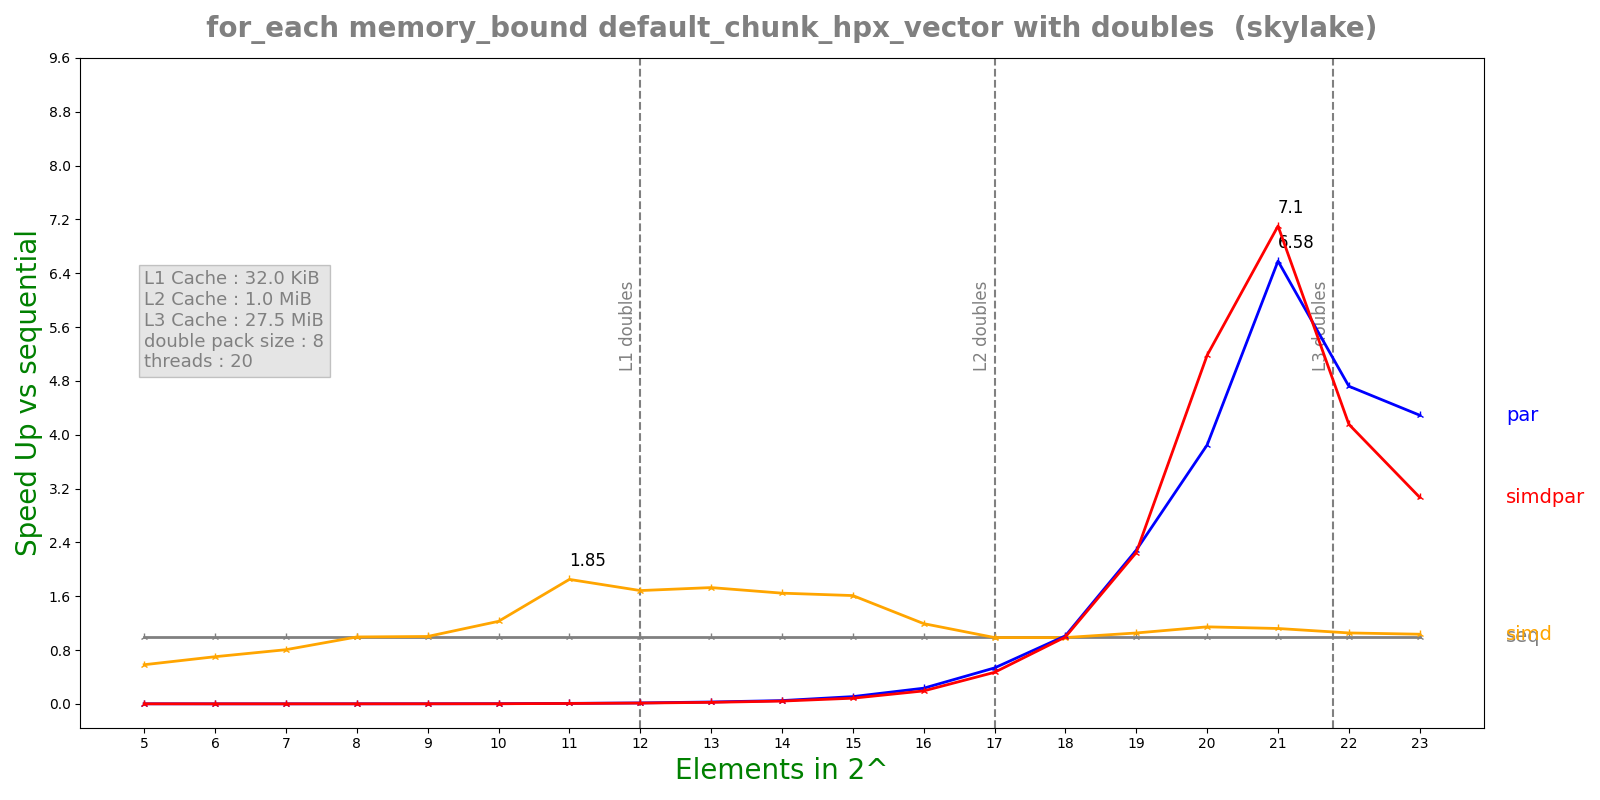 for_each memory_bound default_chunk_hpx_vector with doubles  (skylake)
Speed Up vs sequential
9.6
8.8
8.0
7.2
6.4
5.6
4.8
4.0
3.2
2.4
1.6
0.8
0.0
L1 Cache : 32.0 KiB
L2 Cache : 1.0 MiB
L3 Cache : 27.5 MiB
double pack size : 8
threads : 20
L1 doubles
L2 doubles
L3 doubles
1.85
7.1
6.58
par
simdpar
simd
seq
5 6 7 8 9 10 11 12 13 14 15 16 17 18 19 20 21 22 23
Elements in 2^